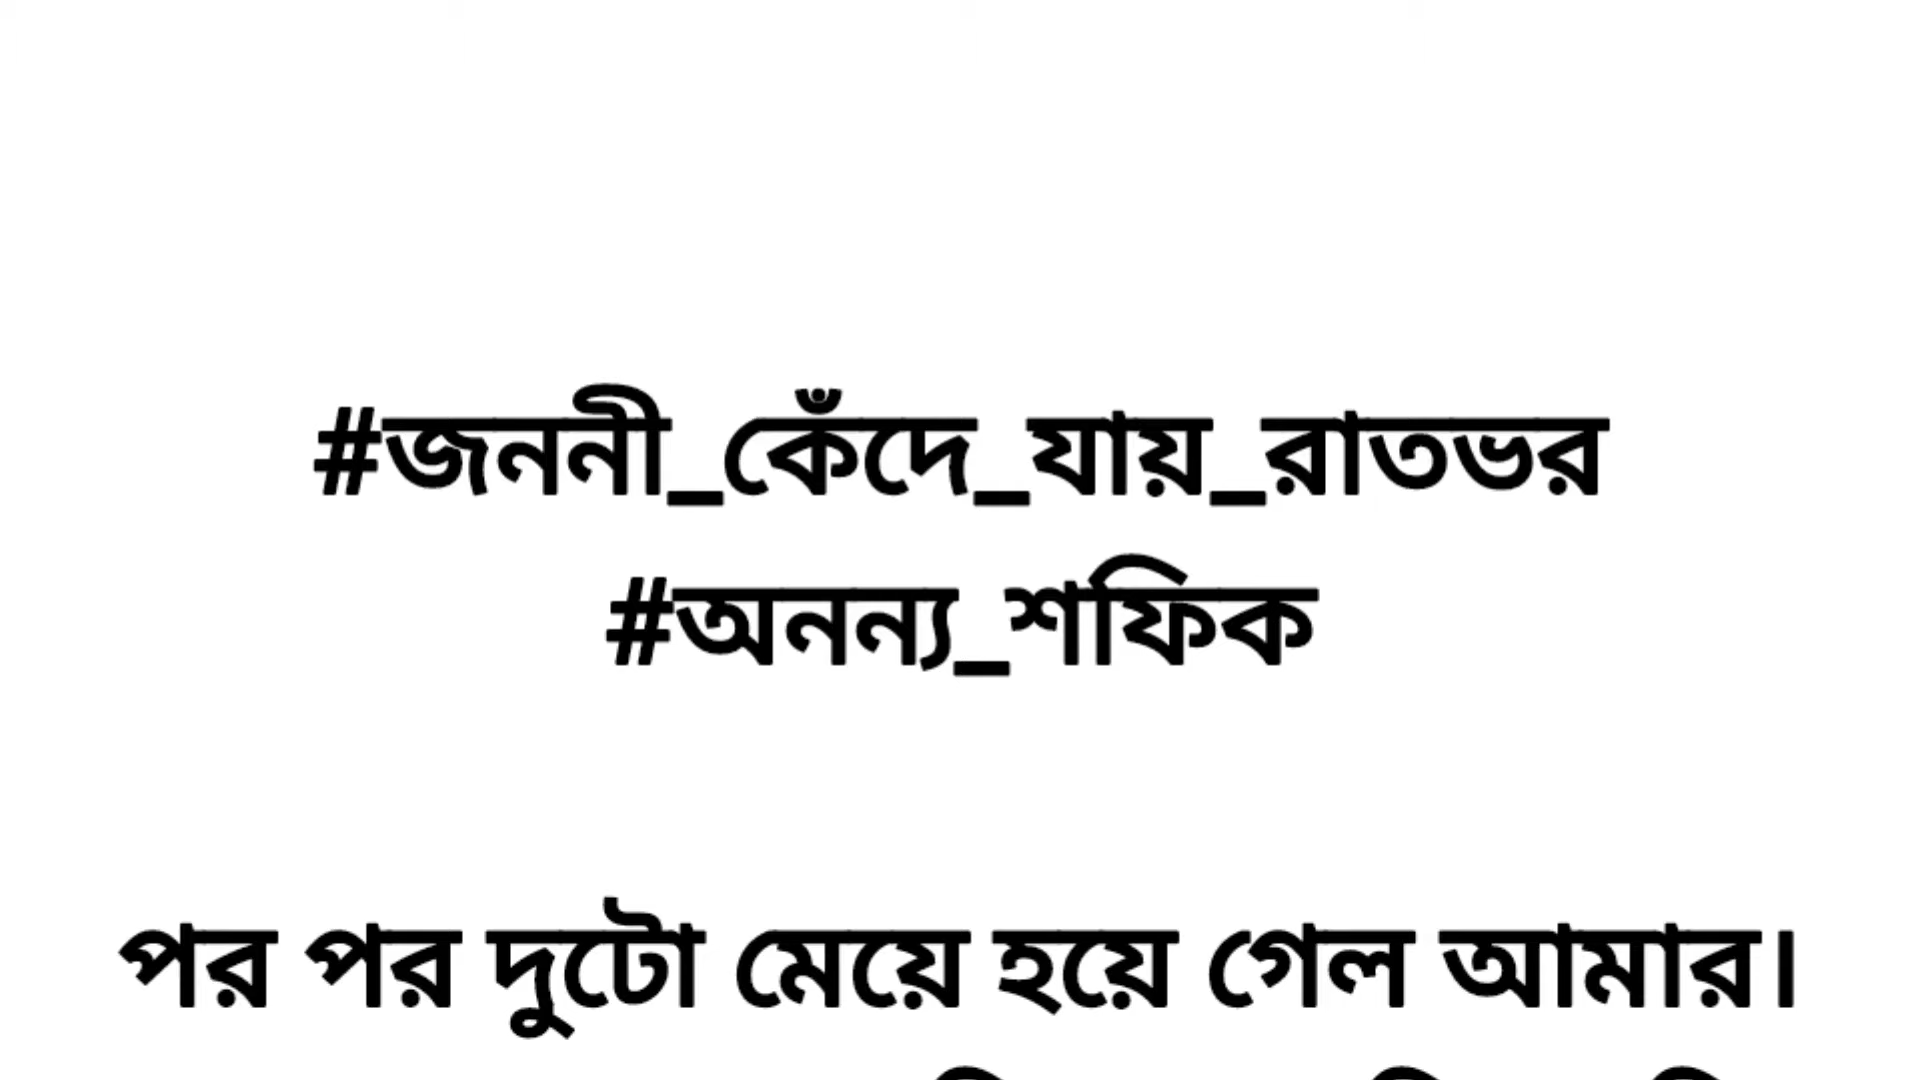 #জননী_কেঁদে_যায়_রাতভর
#অনন্য_শফিক
পর পর দুটো মেয়ে হয়ে গেল আমার।